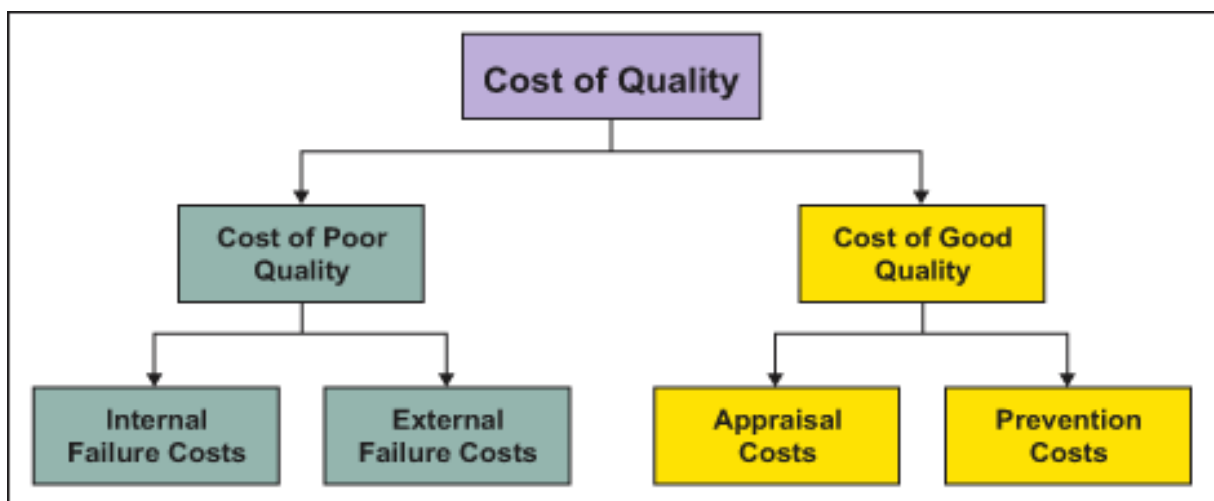 Cost of Quality
Cost of Poor
Quality
Cost of Good
Quality
Internal
Failure Costs
External
Failure Costs
Appraisal
Costs
Prevention
Costs